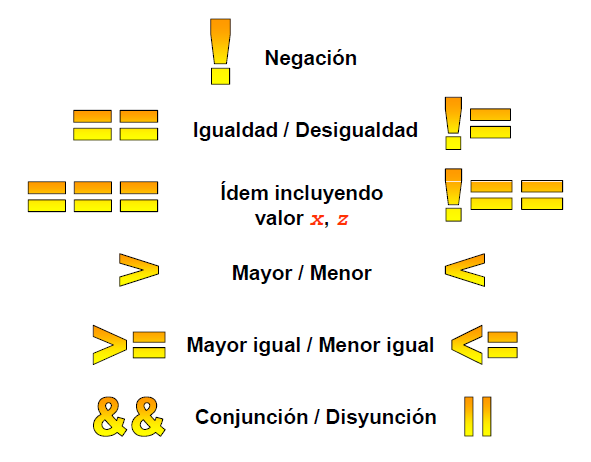 ! Negación
== Igualdad / Desigualdad !=
=== Ídem incluyendo !==
valor x, z
> Mayor / Menor <
>= Mayor igual / Menor igual <=
&& Conjunción / Disyunción ||